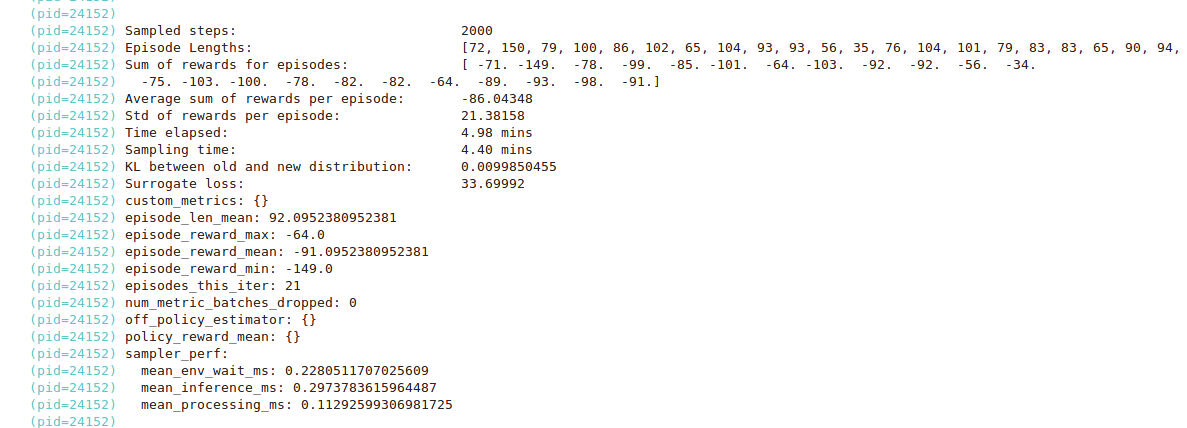 (pid=24152)
(pid=24152) Sampled steps: 2000
(pid=24152) Episode Lengths: [72, 150, 79, 100, 86, 102, 65, 104, 93, 93, 56, 35, 76, 104, 101, 79, 83, 83, 65, 90, 94,
(pid=24152) Sum of rewards for episodes: [ -71. -149. -78. -99. -85. -101. -64. -103. -92. -92. -56. -34.
(pid=24152) -75. -103. -100. -78. -82. -82. -64. -89. -93. -98. -91.]
(pid=24152) Average sum of rewards per episode: -86.04348
(pid=24152) Std of rewards per episode: 21.38158
(pid=24152) Time elapsed: 4.98 mins
(pid=24152) Sampling time: 4.40 mins
(pid=24152) KL between old and new distribution: 0.0099850455
(pid=24152) Surrogate loss: 33.69992
(pid=24152) custom_metrics: {}
(pid=24152) episode_len_mean: 92.0952380952381
(pid=24152) episode_reward_max: -64.0
(pid=24152) episode_reward_mean: -91.0952380952381
(pid=24152) episode_reward_min: -149.0
(pid=24152) episodes_this_iter: 21
(pid=24152) num_metric_batches_dropped: 0
(pid=24152) off_policy_estimator: {}
(pid=24152) policy_reward_mean: {}
(pid=24152) sampler_perf:
(pid=24152) mean_env_wait_ms: 0.2280511707025609
(pid=24152) mean_inference_ms: 0.2973783615964487
(pid=24152) mean_processing_ms: 0.11292599306981725
(pid=24152)